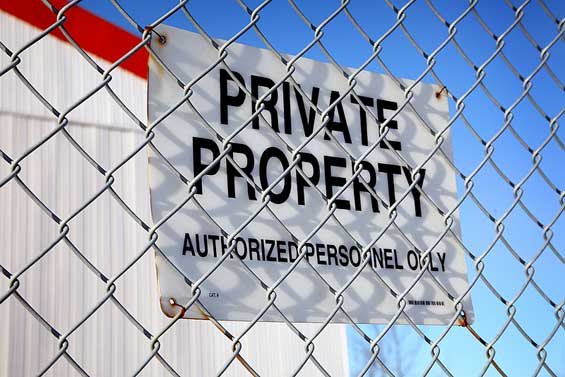 PRIVATE
PROPERTY
AUTHORIZED PERSONNEL ONLY